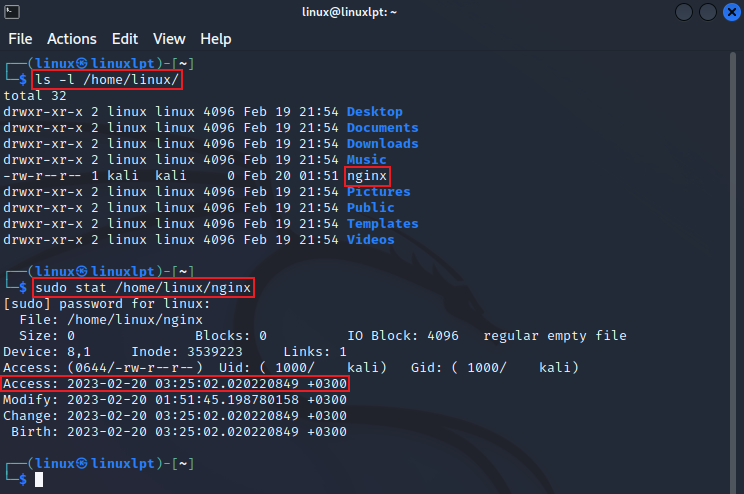 linux@linuxlpt: ~
File Actions Edit View Help
┌──(linux㉿linuxlpt)-[~]
└─$ ls -l /home/linux/
total 32
drwxr-xr-x 2 linux linux 4096 Feb 19 21:54 Desktop
drwxr-xr-x 2 linux linux 4096 Feb 19 21:54 Documents
drwxr-xr-x 2 linux linux 4096 Feb 19 21:54 Downloads
drwxr-xr-x 2 linux linux 4096 Feb 19 21:54 Music
-rw-r--r-- 1 kali  kali     0 Feb 20 01:51 nginx
drwxr-xr-x 2 linux linux 4096 Feb 19 21:54 Pictures
drwxr-xr-x 2 linux linux 4096 Feb 19 21:54 Public
drwxr-xr-x 2 linux linux 4096 Feb 19 21:54 Templates
drwxr-xr-x 2 linux linux 4096 Feb 19 21:54 Videos
┌──(linux㉿linuxlpt)-[~]
└─$ sudo stat /home/linux/nginx
[sudo] password for linux:
  File: /home/linux/nginx
  Size: 0               Blocks: 0          IO Block: 4096   regular empty file
Device: 8,1     Inode: 3539223     Links: 1
Access: (0644/-rw-r--r--)  Uid: ( 1000/    kali)   Gid: ( 1000/    kali)
Access: 2023-02-20 03:25:02.020220849 +0300
Modify: 2023-02-20 01:51:45.198780158 +0300
Change: 2023-02-20 03:25:02.020220849 +0300
 Birth: 2023-02-20 03:25:02.020220849 +0300
┌──(linux㉿linuxlpt)-[~]
└─$